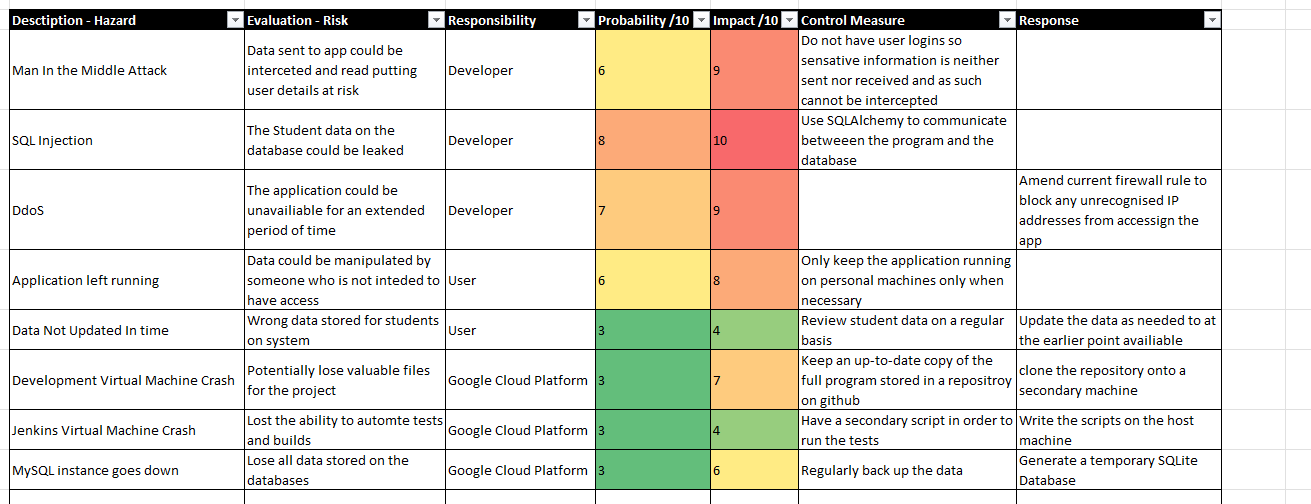 Desctiption - Hazard
Evaluation - Risk
Responsibility
Probability /10
Impact /10
Control Measure
Response
Man In the Middle Attack
Data sent to app could be
interceted and read putting
user details at risk
Developer
6
9
Do not have user logins so
sensative information is neither
sent nor received and as such
cannot be intercepted
SQL Injection
The Student data on the
database could be leaked
Developer
8
10
Use SQLAlchemy to communicate
betweeen the program and the
database
DdoS
The application could be
unavailiable for an extended
period of time
Developer
7
9
Amend current firewall rule to
block any unrecognised IP
addresses from accessign the
app
Application left running
Data could be manipulated by
someone who is not inteded to
have access
User
6
8
Only keep the application running
on personal machines only when
necessary
Data Not Updated In time
Wrong data stored for students
on system
User
3
4
Review student data on a regular
basis
Update the data as needed to at
the earlier point availiable
Development Virtual Machine Crash
Potentially lose valuable files
for the project
Google Cloud Platform
3
7
Keep an up-to-date copy of the
full program stored in a repositroy
on github
clone the repository onto a
secondary machine
Jenkins Virtual Machine Crash
Lost the ability to automte tests
and builds
Google Cloud Platform
3
4
Have a secondary script in order to
run the tests
Write the scripts on the host
machine
MySQL instance goes down
Lose all data stored on the
databases
Google Cloud Platform
3
6
Regularly back up the data
Generate a temporary SQLite
Database